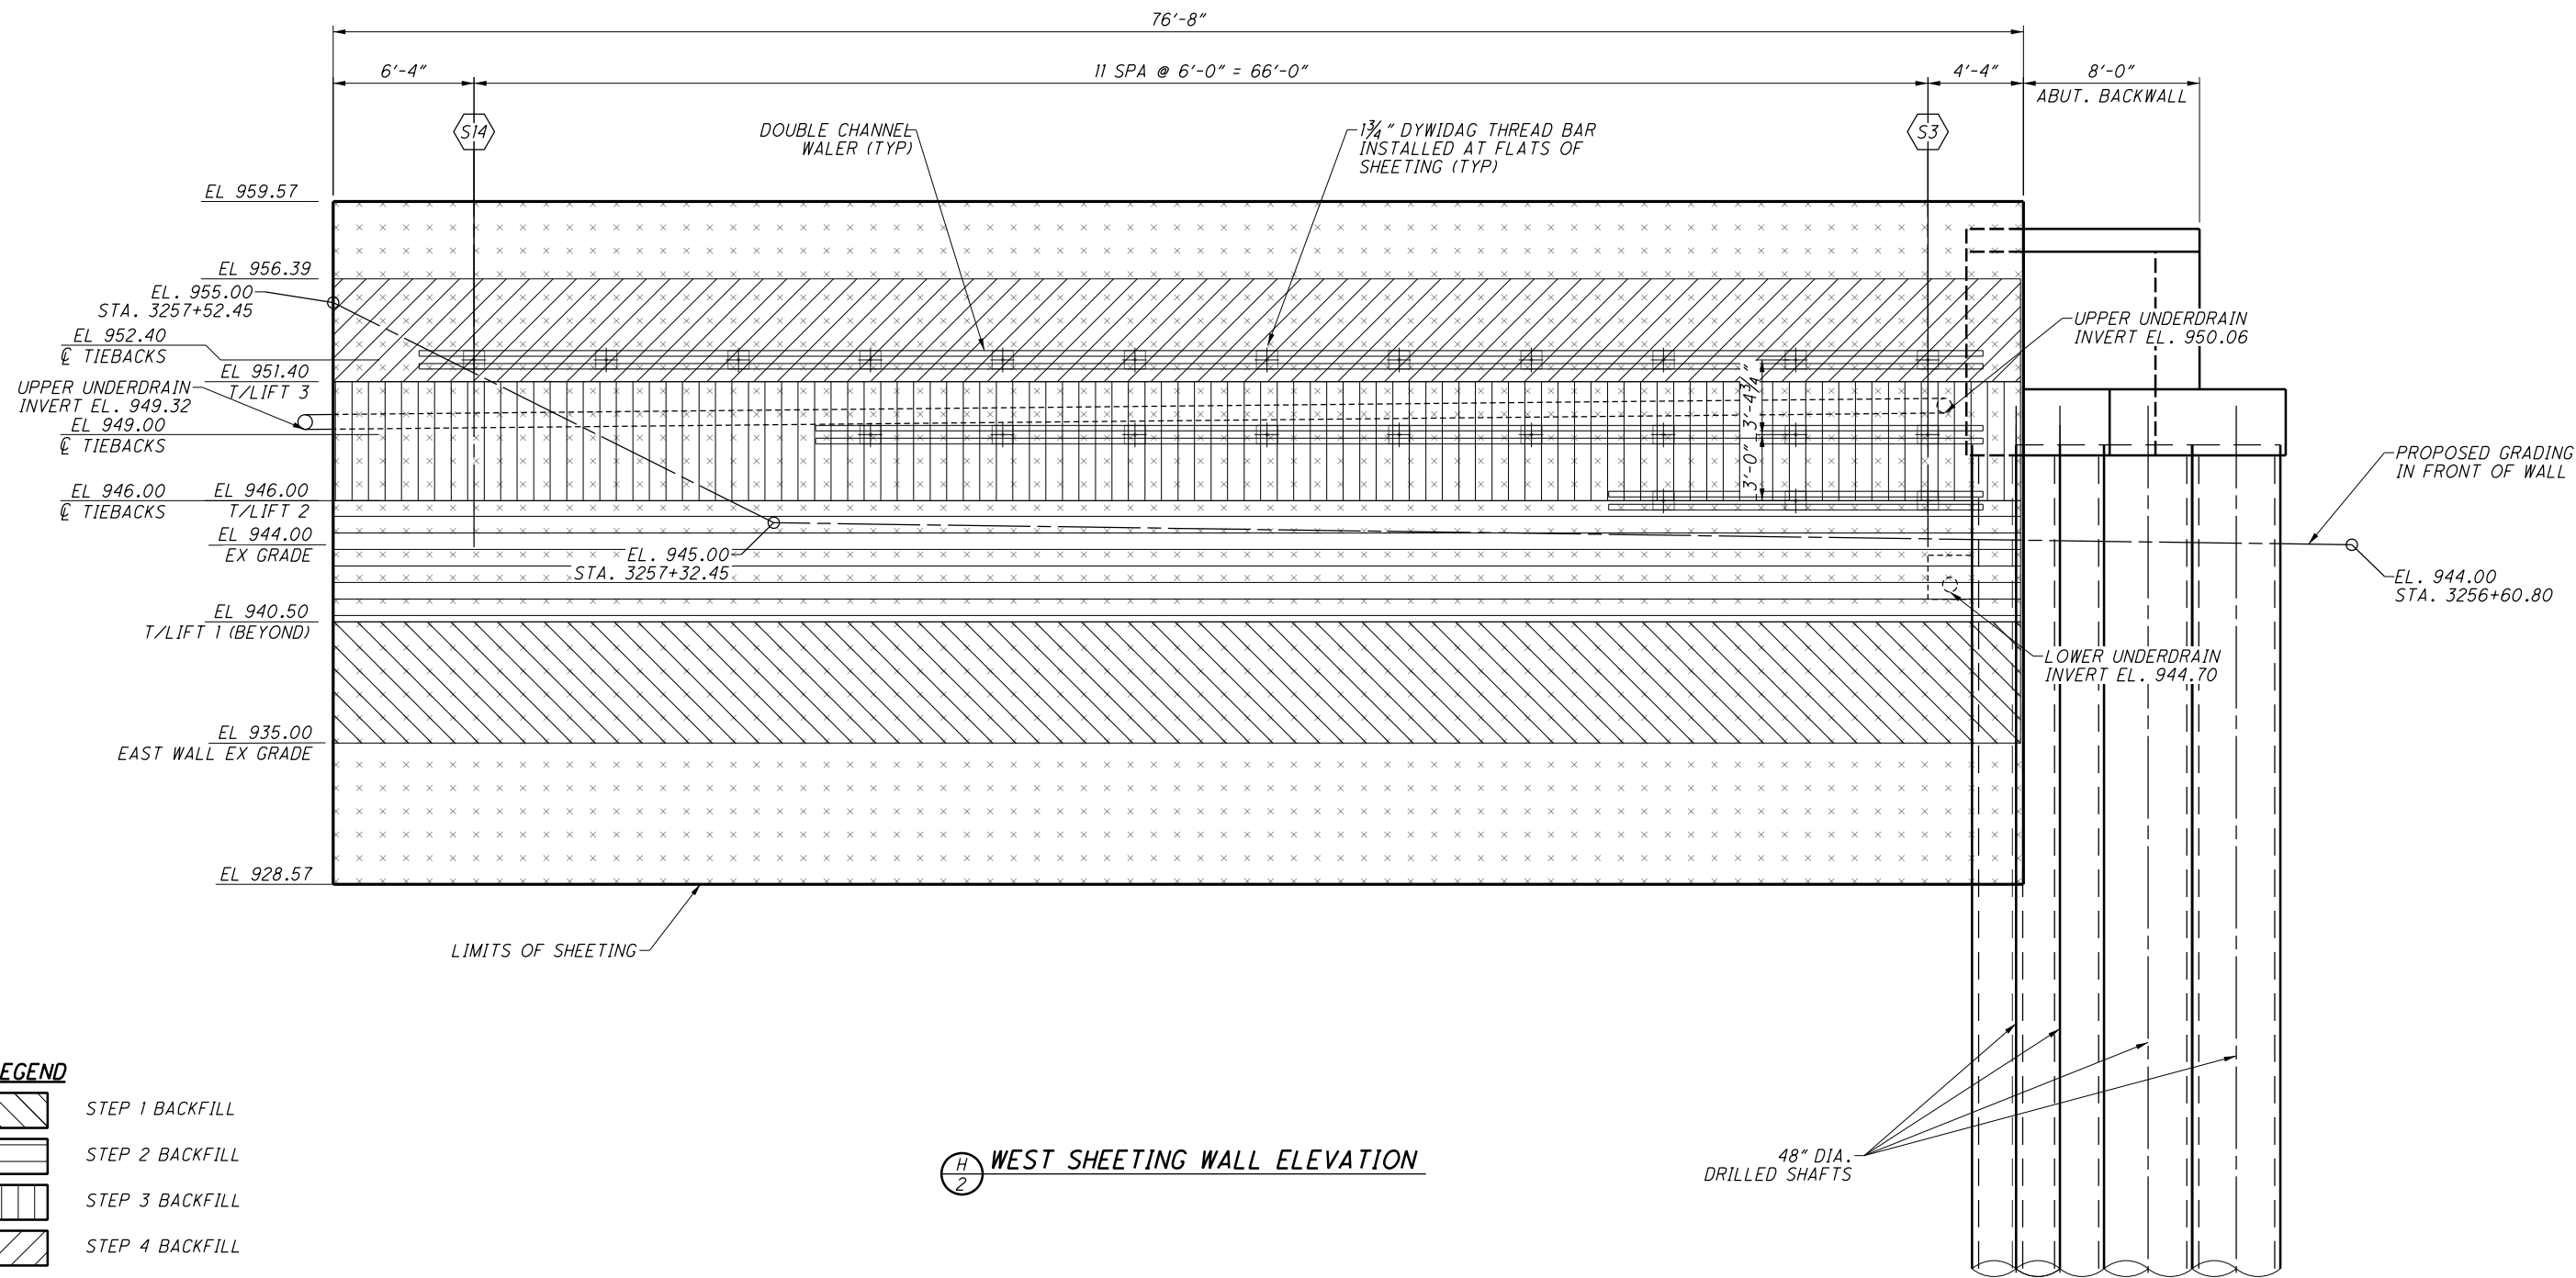 76'-8"
6'-4"
11 SPA @ 6'-0" = 66'-0"
4'-4"
8'-0"
ABUT. BACKWALL
S14
S3
DOUBLE CHANNEL
WALER (TYP)
1¾" DYWIDAG THREAD BAR
INSTALLED AT FLATS OF
SHEETING (TYP)
EL 959.57
EL 956.39
EL. 955.00
STA. 3257+52.45
EL 952.40
℄ TIEBACKS
EL 951.40
T/LIFT 3
UPPER UNDERDRAIN
INVERT EL. 949.32
EL 949.00
℄ TIEBACKS
EL 946.00
℄ TIEBACKS
EL 946.00
T/LIFT 2
EL 944.00
EX GRADE
EL. 945.00
STA. 3257+32.45
EL 940.50
T/LIFT 1 (BEYOND)
EL 935.00
EAST WALL EX GRADE
EL 928.57
3'-4¾"
3'-0"
UPPER UNDERDRAIN
INVERT EL. 950.06
PROPOSED GRADING
IN FRONT OF WALL
EL. 944.00
STA. 3256+60.80
LOWER UNDERDRAIN
INVERT EL. 944.70
LIMITS OF SHEETING
EGEND
STEP 1 BACKFILL
STEP 2 BACKFILL
STEP 3 BACKFILL
STEP 4 BACKFILL
H
2
WEST SHEETING WALL ELEVATION
48" DIA.
DRILLED SHAFTS